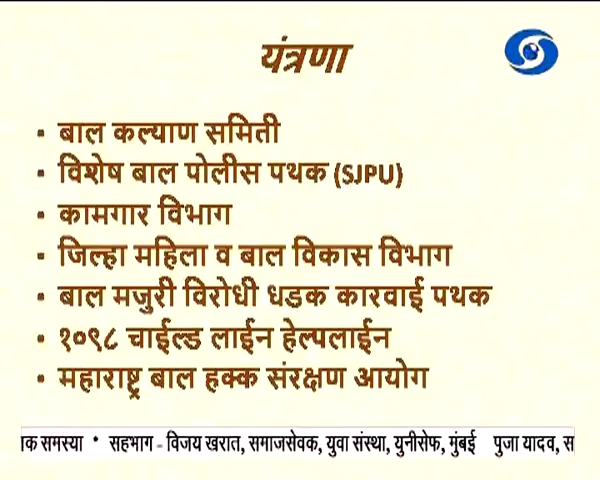 यंत्रणा
• बाल कल्याण समिती
• विशेष बाल पोलीस पथक (SJPU)
• कामगार विभाग
• जिल्हा महिला व बाल विकास विभाग
• बाल मजुरी विरोधी धडक कारवाई पथक
• १०९८ चाईल्ड लाईन हेल्पलाईन
• महाराष्ट्र बाल हक्क संरक्षण आयोग
क समस्या * सहभाग - विजय खरात, समाजसेवक, युवा संस्था, युनीसेफ, मुंबई पुजा यादव, स